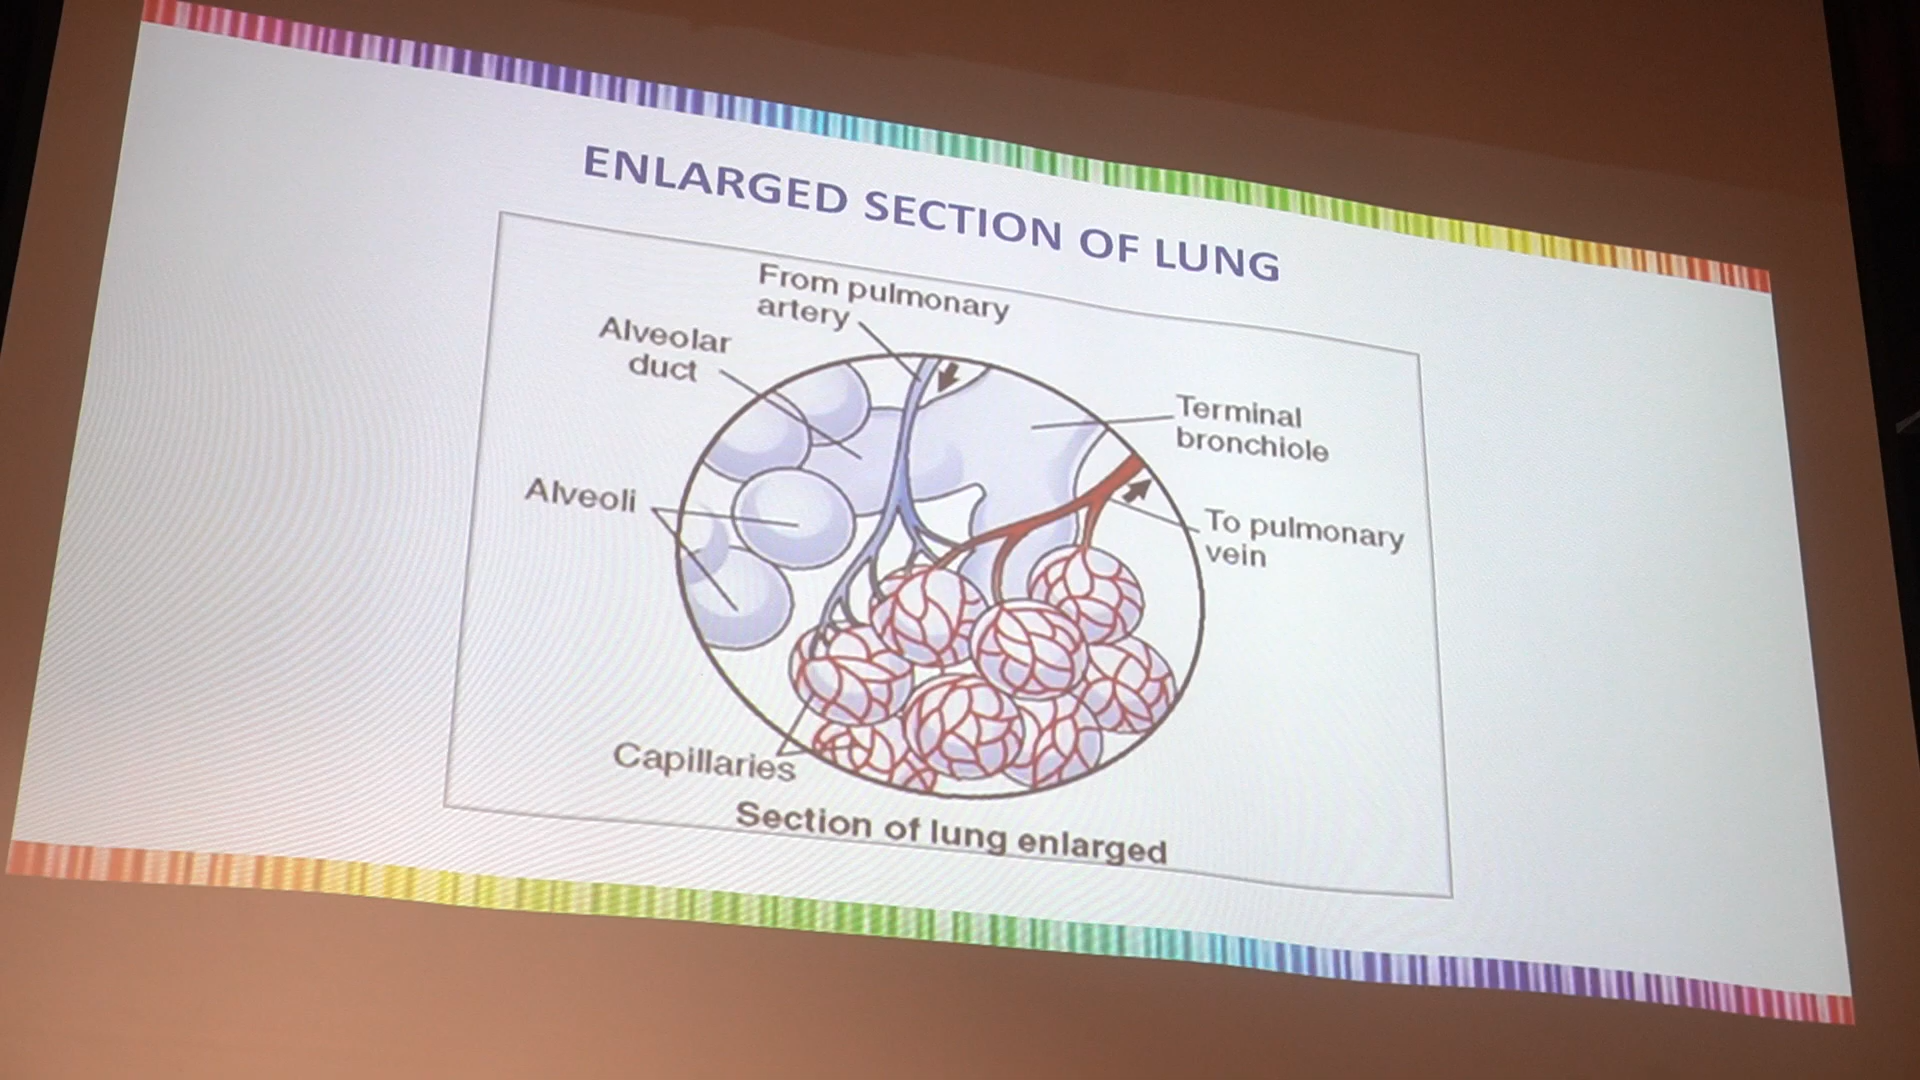 ENLARGED SECTION OF LUNG
From pulmonary
artery
Alveolar
duct
Terminal
bronchiole
Alveoli
To pulmonary
vein
Capillaries
Section of lung enlarged